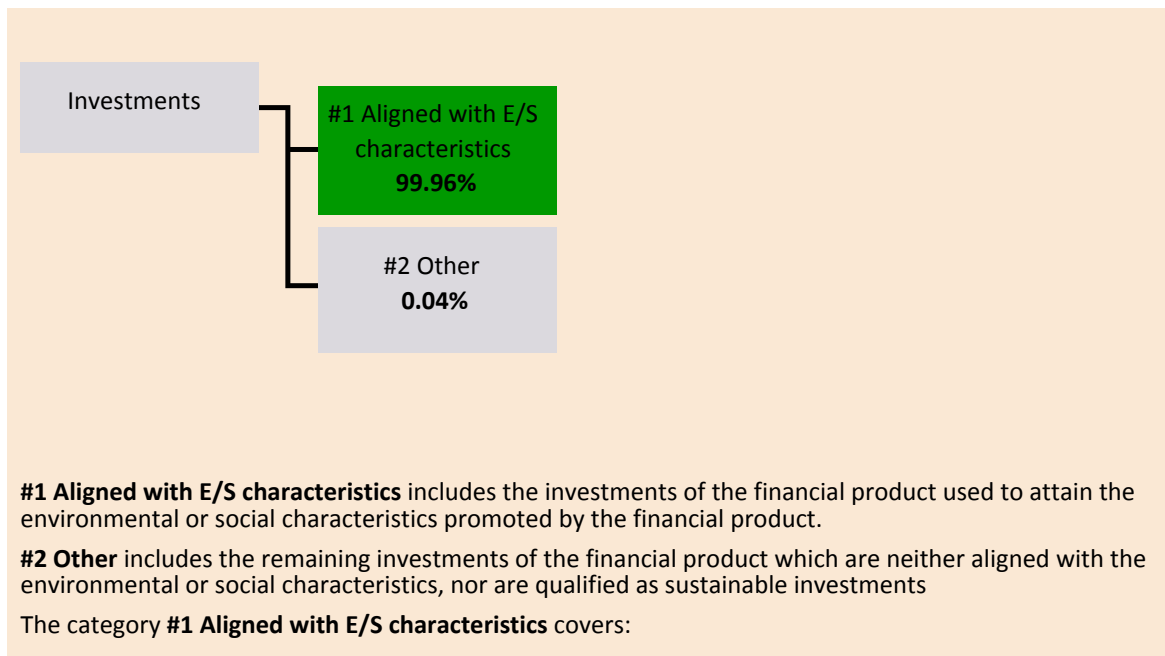 Investments
#1 Aligned with E/S
characteristics
99.96%
#2 Other
0.04%
#1 Aligned with E/S characteristics includes the investments of the financial product used to attain the
environmental or social characteristics promoted by the financial product.
#2 Other includes the remaining investments of the financial product which are neither aligned with the
environmental or social characteristics, nor are qualified as sustainable investments
The category #1 Aligned with E/S characteristics covers: